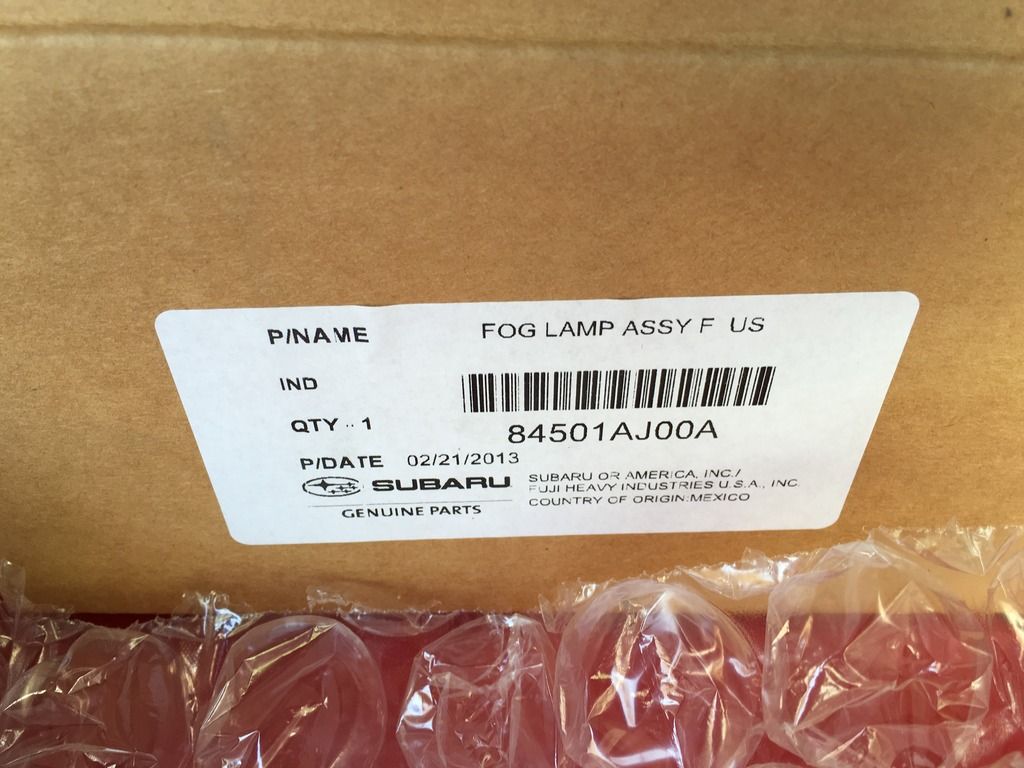 P/NAME FOG LAMP ASSY F US
IND
QTY 1
84501AJ00A
P/DATE 02/21/2013
SUBARU
GENUINE PARTS
SUBARU OR AMERICA, INC./
FUJI HEAVY INDUSTRIES U.S.A., INC.
COUNTRY OF ORIGIN:MEXICO